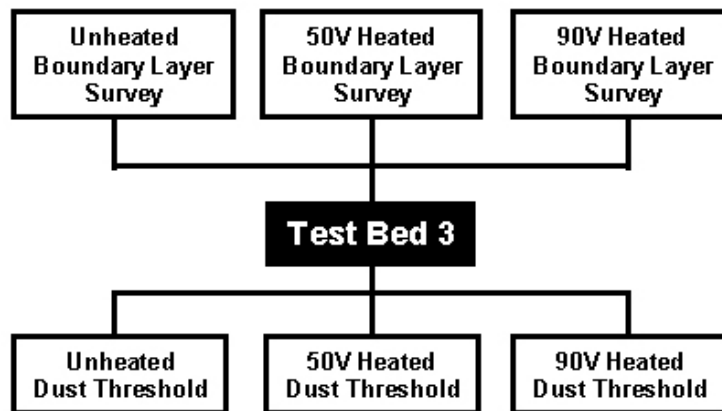 Unheated
Boundary Layer
Survey
50V Heated
Boundary Layer
Survey
90V Heated
Boundary Layer
Survey
Test Bed 3
Unheated
Dust Threshold
50V Heated
Dust Threshold
90V Heated
Dust Threshold